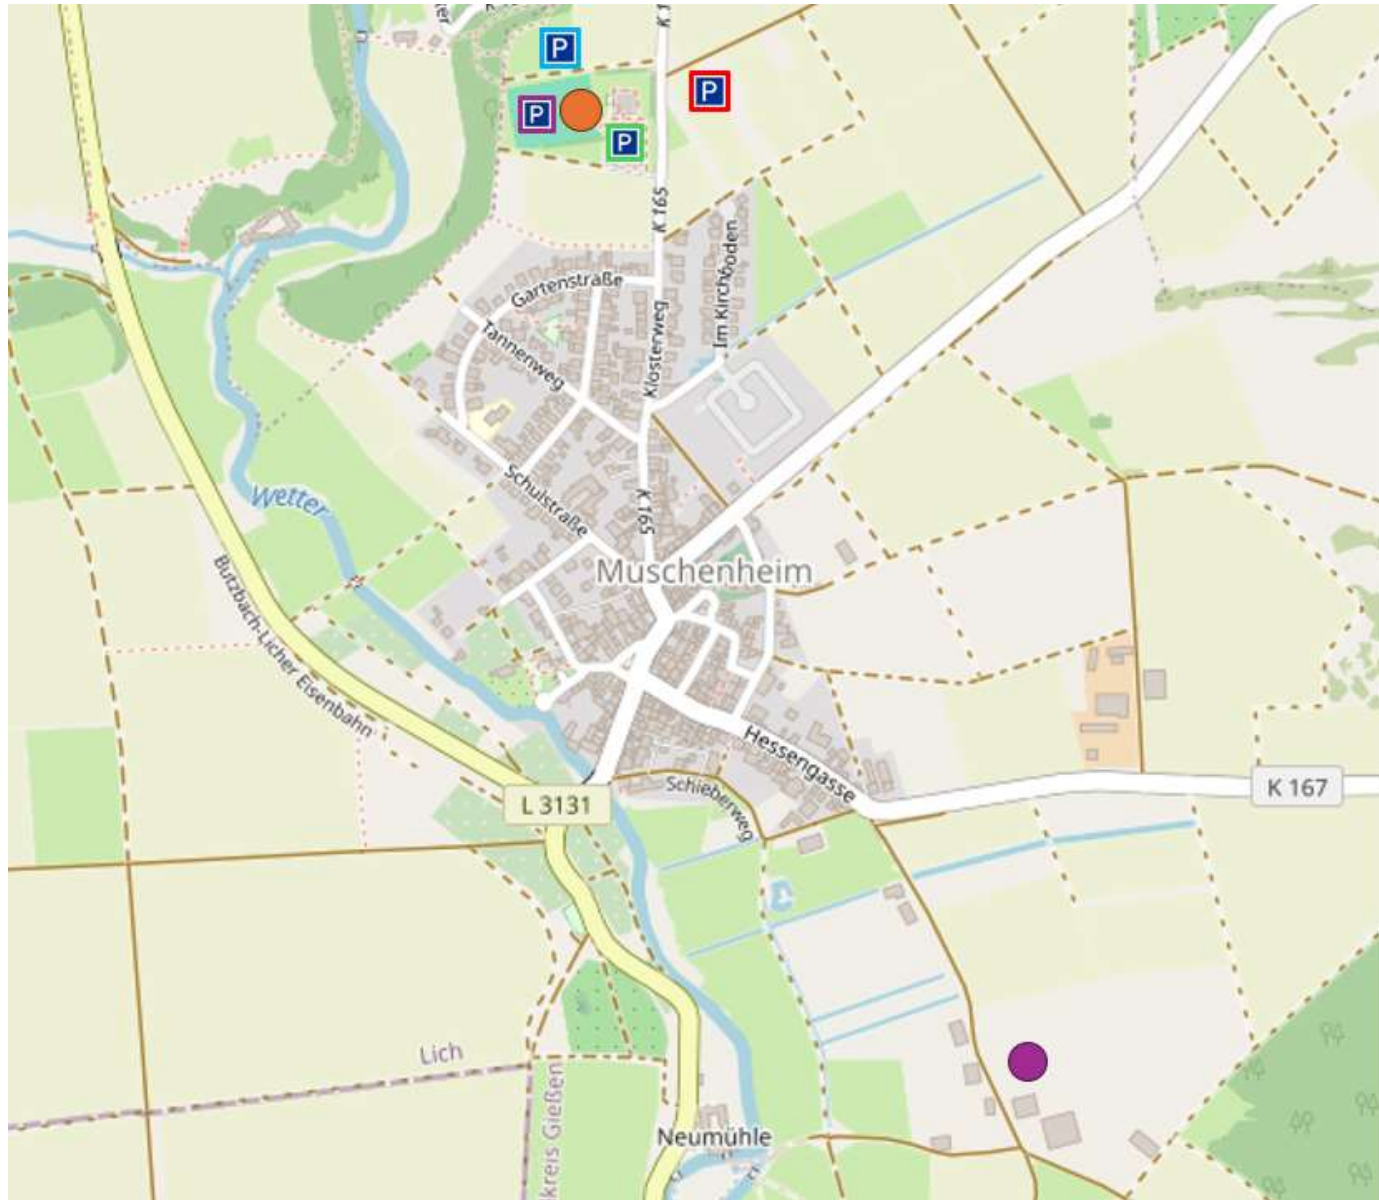 P
P
P
P
K 1
K 165
Im Kirchboden
Gartenstraße
Tannenweg
Klosterweg
Schulstraße
K 165
Wetter
Muschenheim
Butzbach-Licher Eisenbahn
Hessengasse
Schieberweg
L 3131
K 167
Lich
kreis Gießen
Neumühle